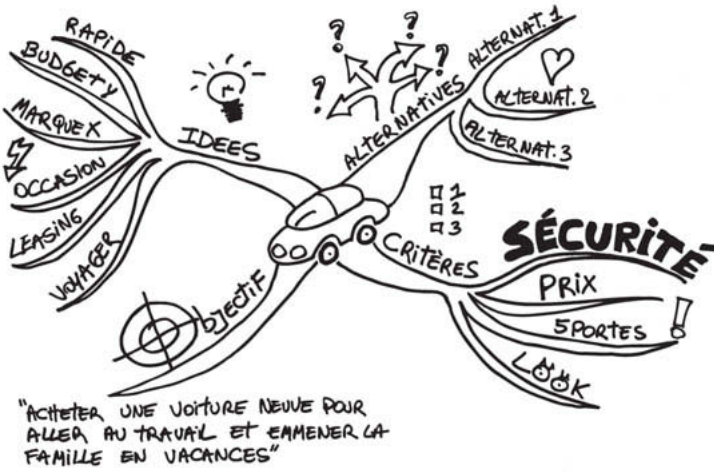 RAPIDE
BUDGET Y
MARQUE X
OCCASION
LEASING
VOYAGER
IDEES
? ? ? ?
ALTERNATIVES
ALTERNAT. 1
ALTERNAT. 2
ALTERNAT. 3
1
2
3
CRITÈRES
SÉCURITÉ
PRIX
5 PORTES
!
LOOK
OBJECTIF
"ACHETER UNE VOITURE NEUVE POUR
ALLER AU TRAVAIL ET EMMENER LA
FAMILLE EN VACANCES"